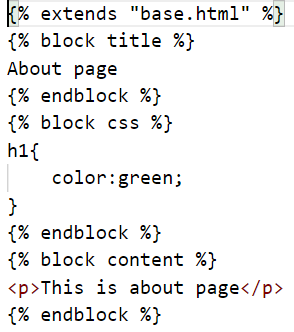 {% extends "base.html" %}
{% block title %}
About page
{% endblock %}
{% block css %}
h1{
    color:green;
}
{% endblock %}
{% block content %}
<p>This is about page</p>
{% endblock %}